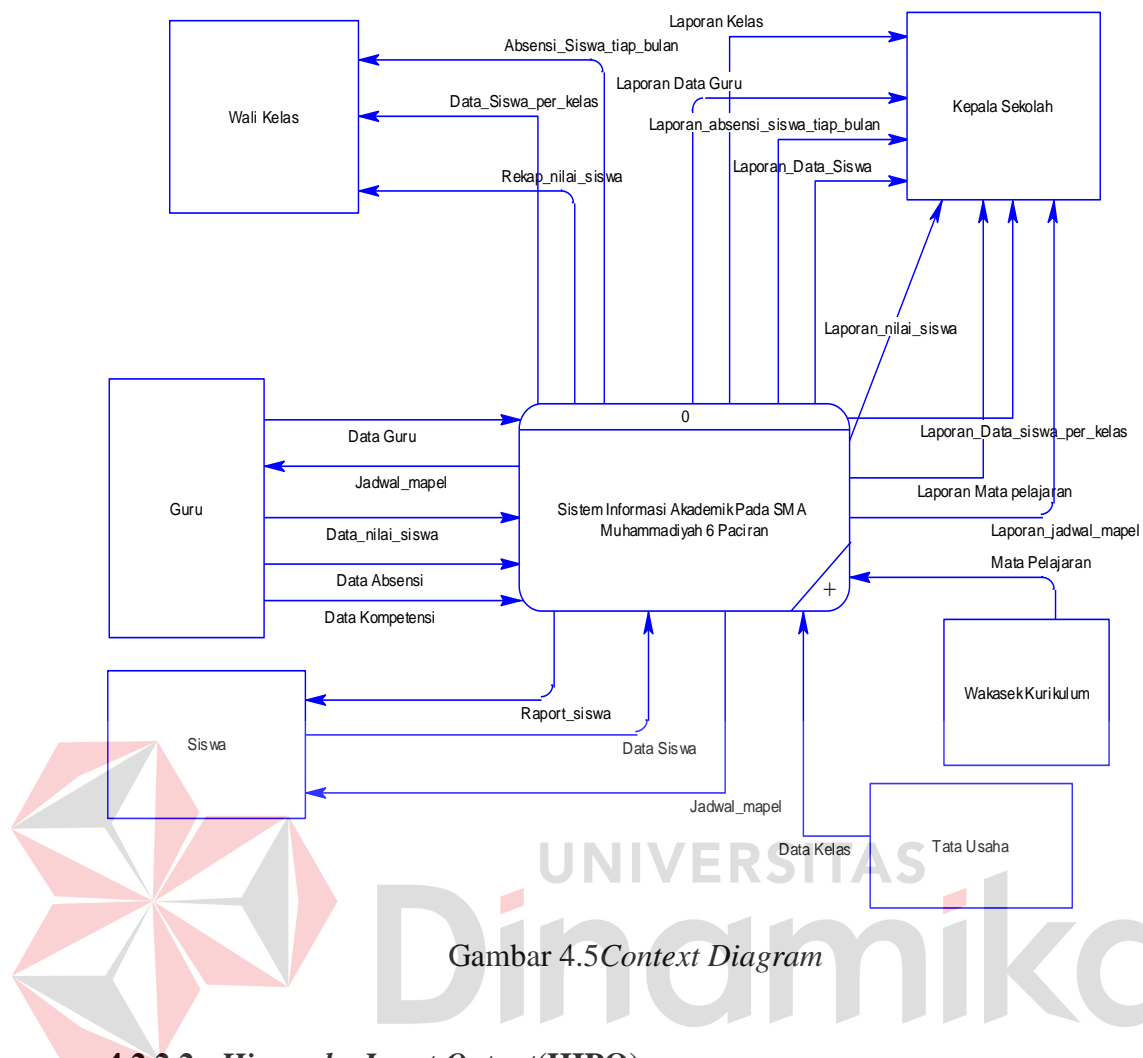 Laporan Kelas
Absensi_Siswa_tiap_bulan
Laporan Data Guru
Data_Siswa_per_kelas
Wali Kelas
Kepala Sekolah
Laporan_absensi_siswa_tiap_bulan
Laporan_Data_Siswa
Rekap_nilai_siswa
Laporan_nilai_siswa
0
Data Guru
Laporan_Data_siswa_per_kelas
Jadwal_mapel
Laporan Mata pelajaran
Guru
Sistem Informasi Akademik Pada SMA
Muhammadiyah 6 Paciran
Data_nilai_siswa
Laporan_jadwal_mapel
Mata Pelajaran
Data Absensi
+
Data Kompetensi
Wakasek Kurikulum
Raport_siswa
Siswa
Data Siswa
Jadwal_mapel
Data Kelas
Tata Usaha
UNIVERSITAS
Dinamika
Gambar 4.5Context Diagram